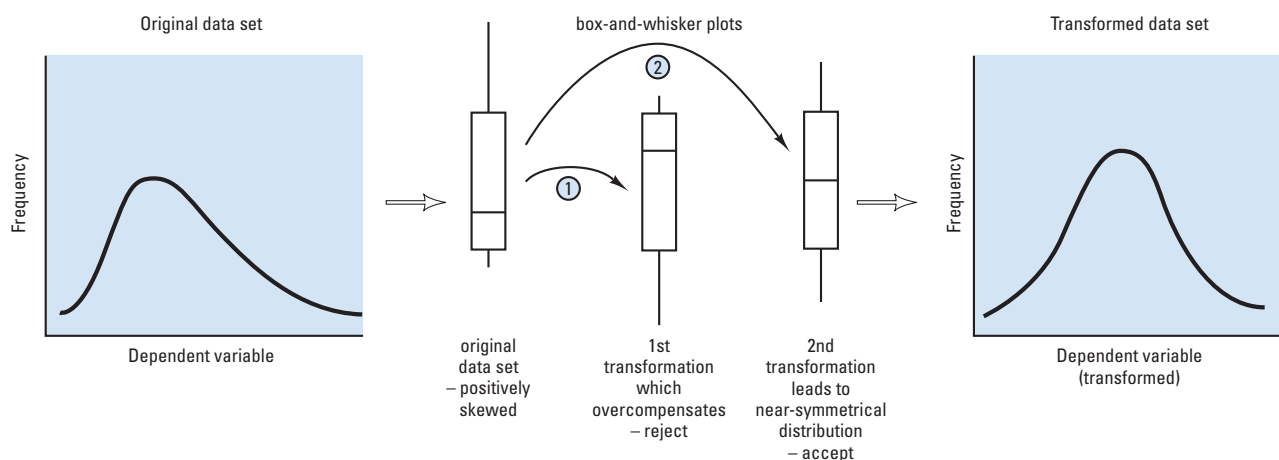 Original data set
box-and-whisker plots
Transformed data set
Frequency
Dependent variable
1
2
original
data set
– positively
skewed
1st
transformation
which
overcompensates
– reject
2nd
transformation
leads to
near-symmetrical
distribution
– accept
Frequency
Dependent variable
(transformed)